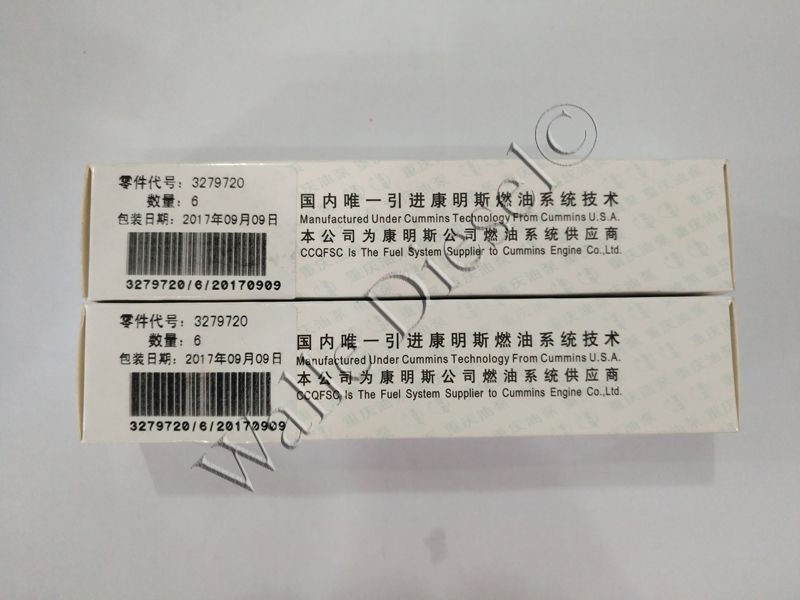 零件代号: 3279720
数量: 6
包装日期: 2017年09月09日
3279720/6/20170909
国内唯一引进康明斯燃油系统技术
Manufactured Under Cummins Technology From Cummins U.S.A.
本公司为康明斯公司燃油系统供应商
CCQFSC Is The Fuel System Supplier to Cummins Engine Co.,Ltd.
零件代号: 3279720
数量: 6
包装日期: 2017年09月09日
3279720/6/20170909
国内唯一引进康明斯燃油系统技术
Manufactured Under Cummins Technology From Cummins U.S.A.
本公司为康明斯公司燃油系统供应商
CCQFSC Is The Fuel System Supplier to Cummins Engine Co.,Ltd.
Walle Diesel©